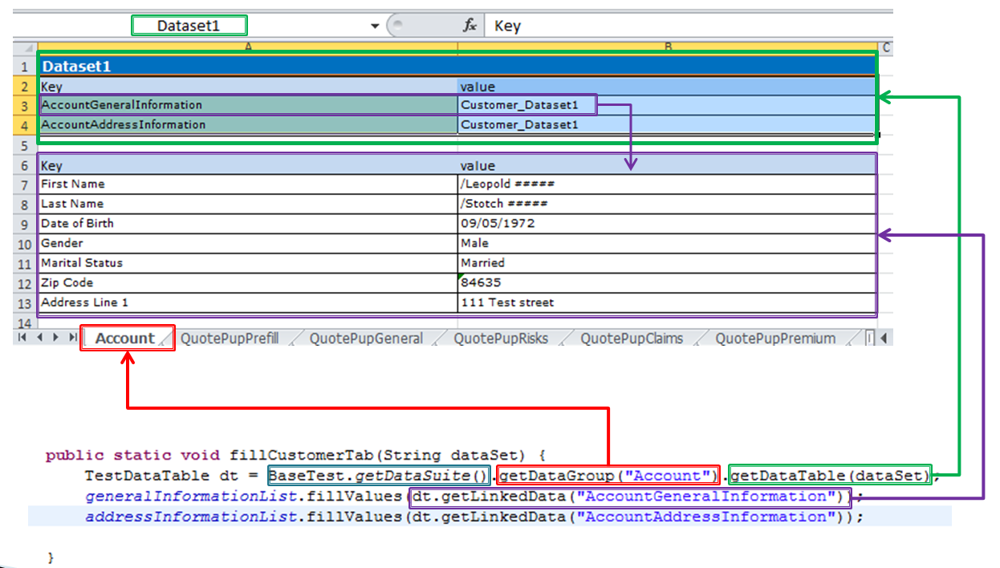 Dataset1 fx Key
A B C
1 Dataset1
2 Key value
3 AccountGeneralInformation Customer_Dataset1
4 AccountAddressInformation Customer_Dataset1
5
6 Key value
7 First Name /Leopold #####
8 Last Name /Stotch #####
9 Date of Birth 09/05/1972
10 Gender Male
11 Marital Status Married
12 Zip Code 84635
13 Address Line 1 111 Test street
14
Account QuotePupPrefill QuotePupGeneral QuotePupRisks QuotePupClaims QuotePupPremium
public static void fillCustomerTab(String dataSet) {
TestDataTable dt = BaseTest.getDataSuite().getDataGroup("Account").getDataTable(dataSet);
generalInformationList.fillValues(dt.getLinkedData("AccountGeneralInformation"));
addressInformationList.fillValues(dt.getLinkedData("AccountAddressInformation"));
}